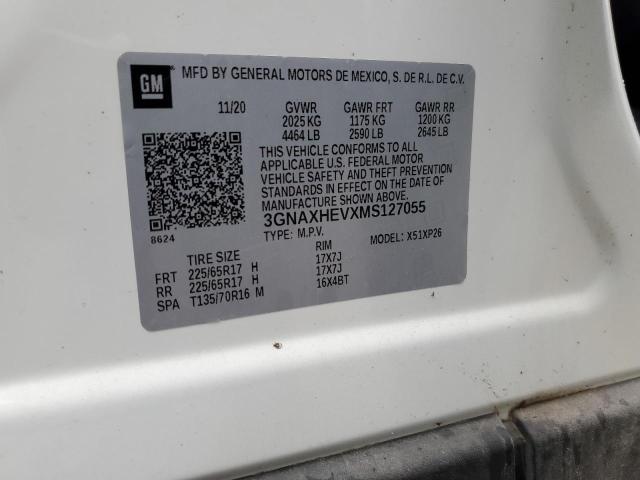 GM MFD BY GENERAL MOTORS DE MEXICO, S. DE R.L. DE C.V.
11/20 GVWR GAWR FRT GAWR RR
2025 KG 1175 KG 1200 KG
4464 LB 2590 LB 2645 LB
THIS VEHICLE CONFORMS TO ALL
APPLICABLE U.S. FEDERAL MOTOR
VEHICLE SAFETY AND THEFT PREVENTION
STANDARDS IN EFFECT ON THE DATE OF
MANUFACTURE SHOWN ABOVE.
3GNAXHEVXMS127055
8624 TYPE: M.P.V. MODEL: X51XP26
TIRE SIZE RIM
FRT 225/65R17 H 17X7J
RR 225/65R17 H 17X7J
SPA T135/70R16 M 16X4BT